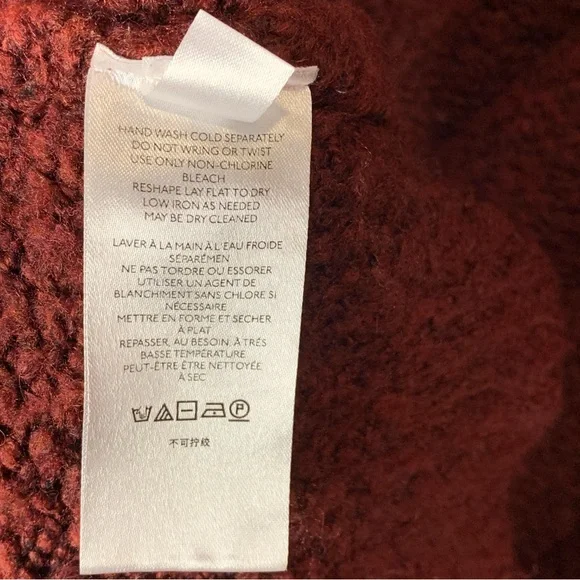 HAND WASH COLD SEPARATELY
DO NOT WRING OR TWIST
USE ONLY NON-CHLORINE
BLEACH
RESHAPE LAY FLAT TO DRY
LOW IRON AS NEEDED
MAY BE DRY CLEANED
LAVER À LA MAIN À L'EAU FROIDE
SÉPARÉMEN
NE PAS TORDRE OU ESSORER
UTILISER UN AGENT DE
BLANCHIMENT SANS CHLORE SI
NÉCESSAIRE
METTRE EN FORME ET SÉCHER
À PLAT
REPASSER, AU BESOIN, À TRÈS
BASSE TEMPÉRATURE
PEUT-ÊTRE ÊTRE NETTOYÉE
À SEC
P
不可拧绞